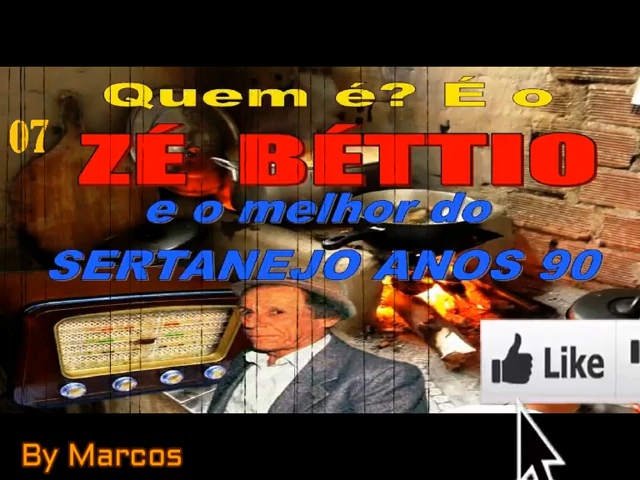 Quem é? É o
07
ZÉ BÉTTIO
e o melhor do
SERTANEJO ANOS 90
Like
By Marcos